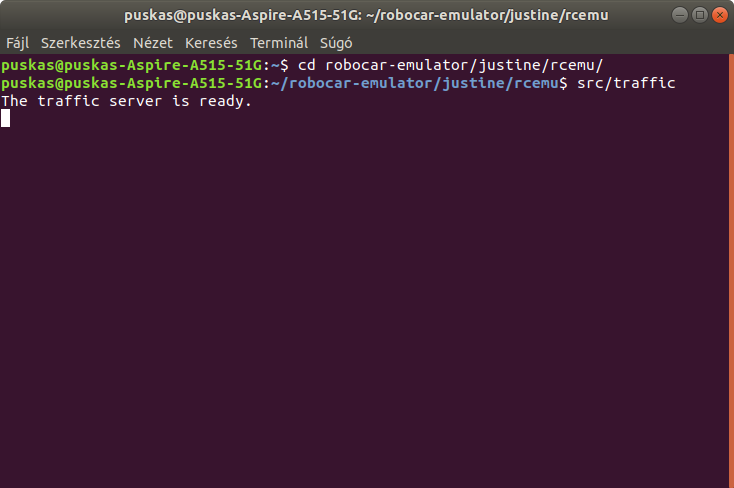 puskas@puskas-Aspire-A515-51G: ~/robocar-emulator/justine/rcemu
Fájl Szerkesztés Nézet Keresés Terminál Súgó
puskas@puskas-Aspire-A515-51G:~$ cd robocar-emulator/justine/rcemu/
puskas@puskas-Aspire-A515-51G:~/robocar-emulator/justine/rcemu$ src/traffic
The traffic server is ready.